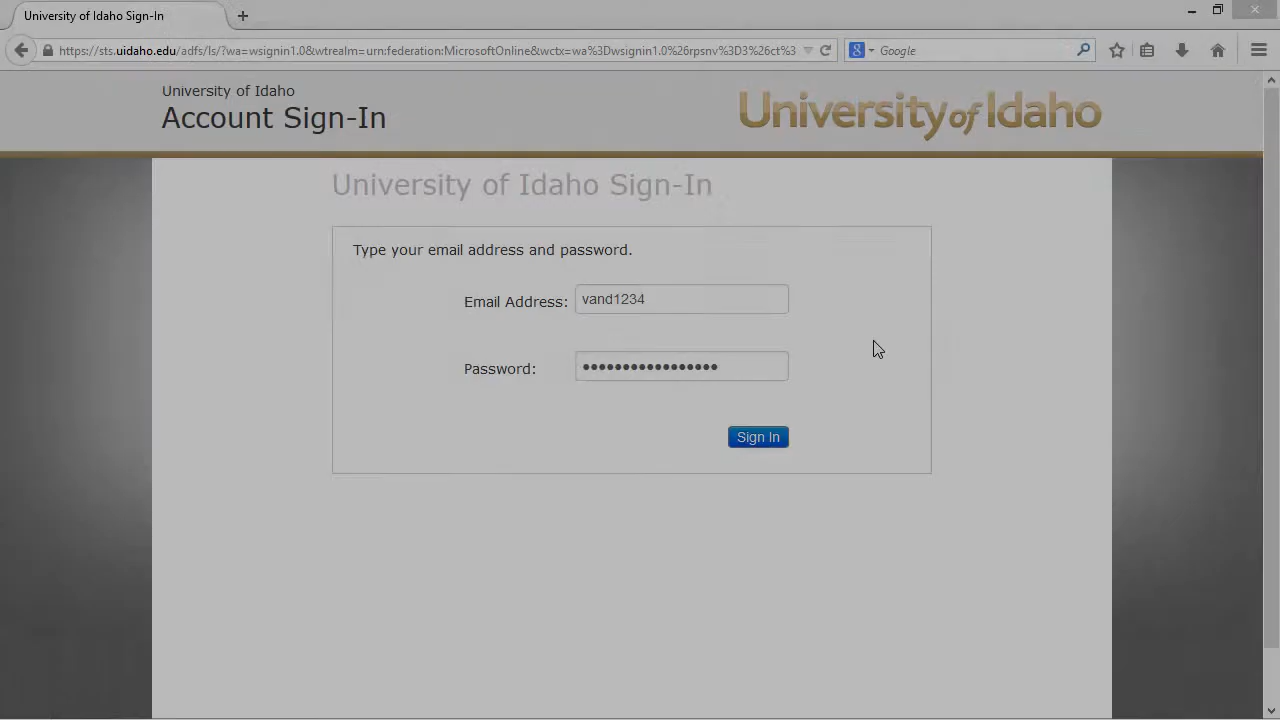 University of Idaho Sign-In
https://sts.uidaho.edu/adfs/ls/?wa=wsignin1.0&wtrealm=urn:federation:MicrosoftOnline&wctx=wa%3Dwsignin1.0%26rpsnv%3D3%26ct%3
Google
University of Idaho
Account Sign-In
University of Idaho
University of Idaho Sign-In
Type your email address and password.
Email Address: vand1234
Password: •••••••••••••••••
Sign In